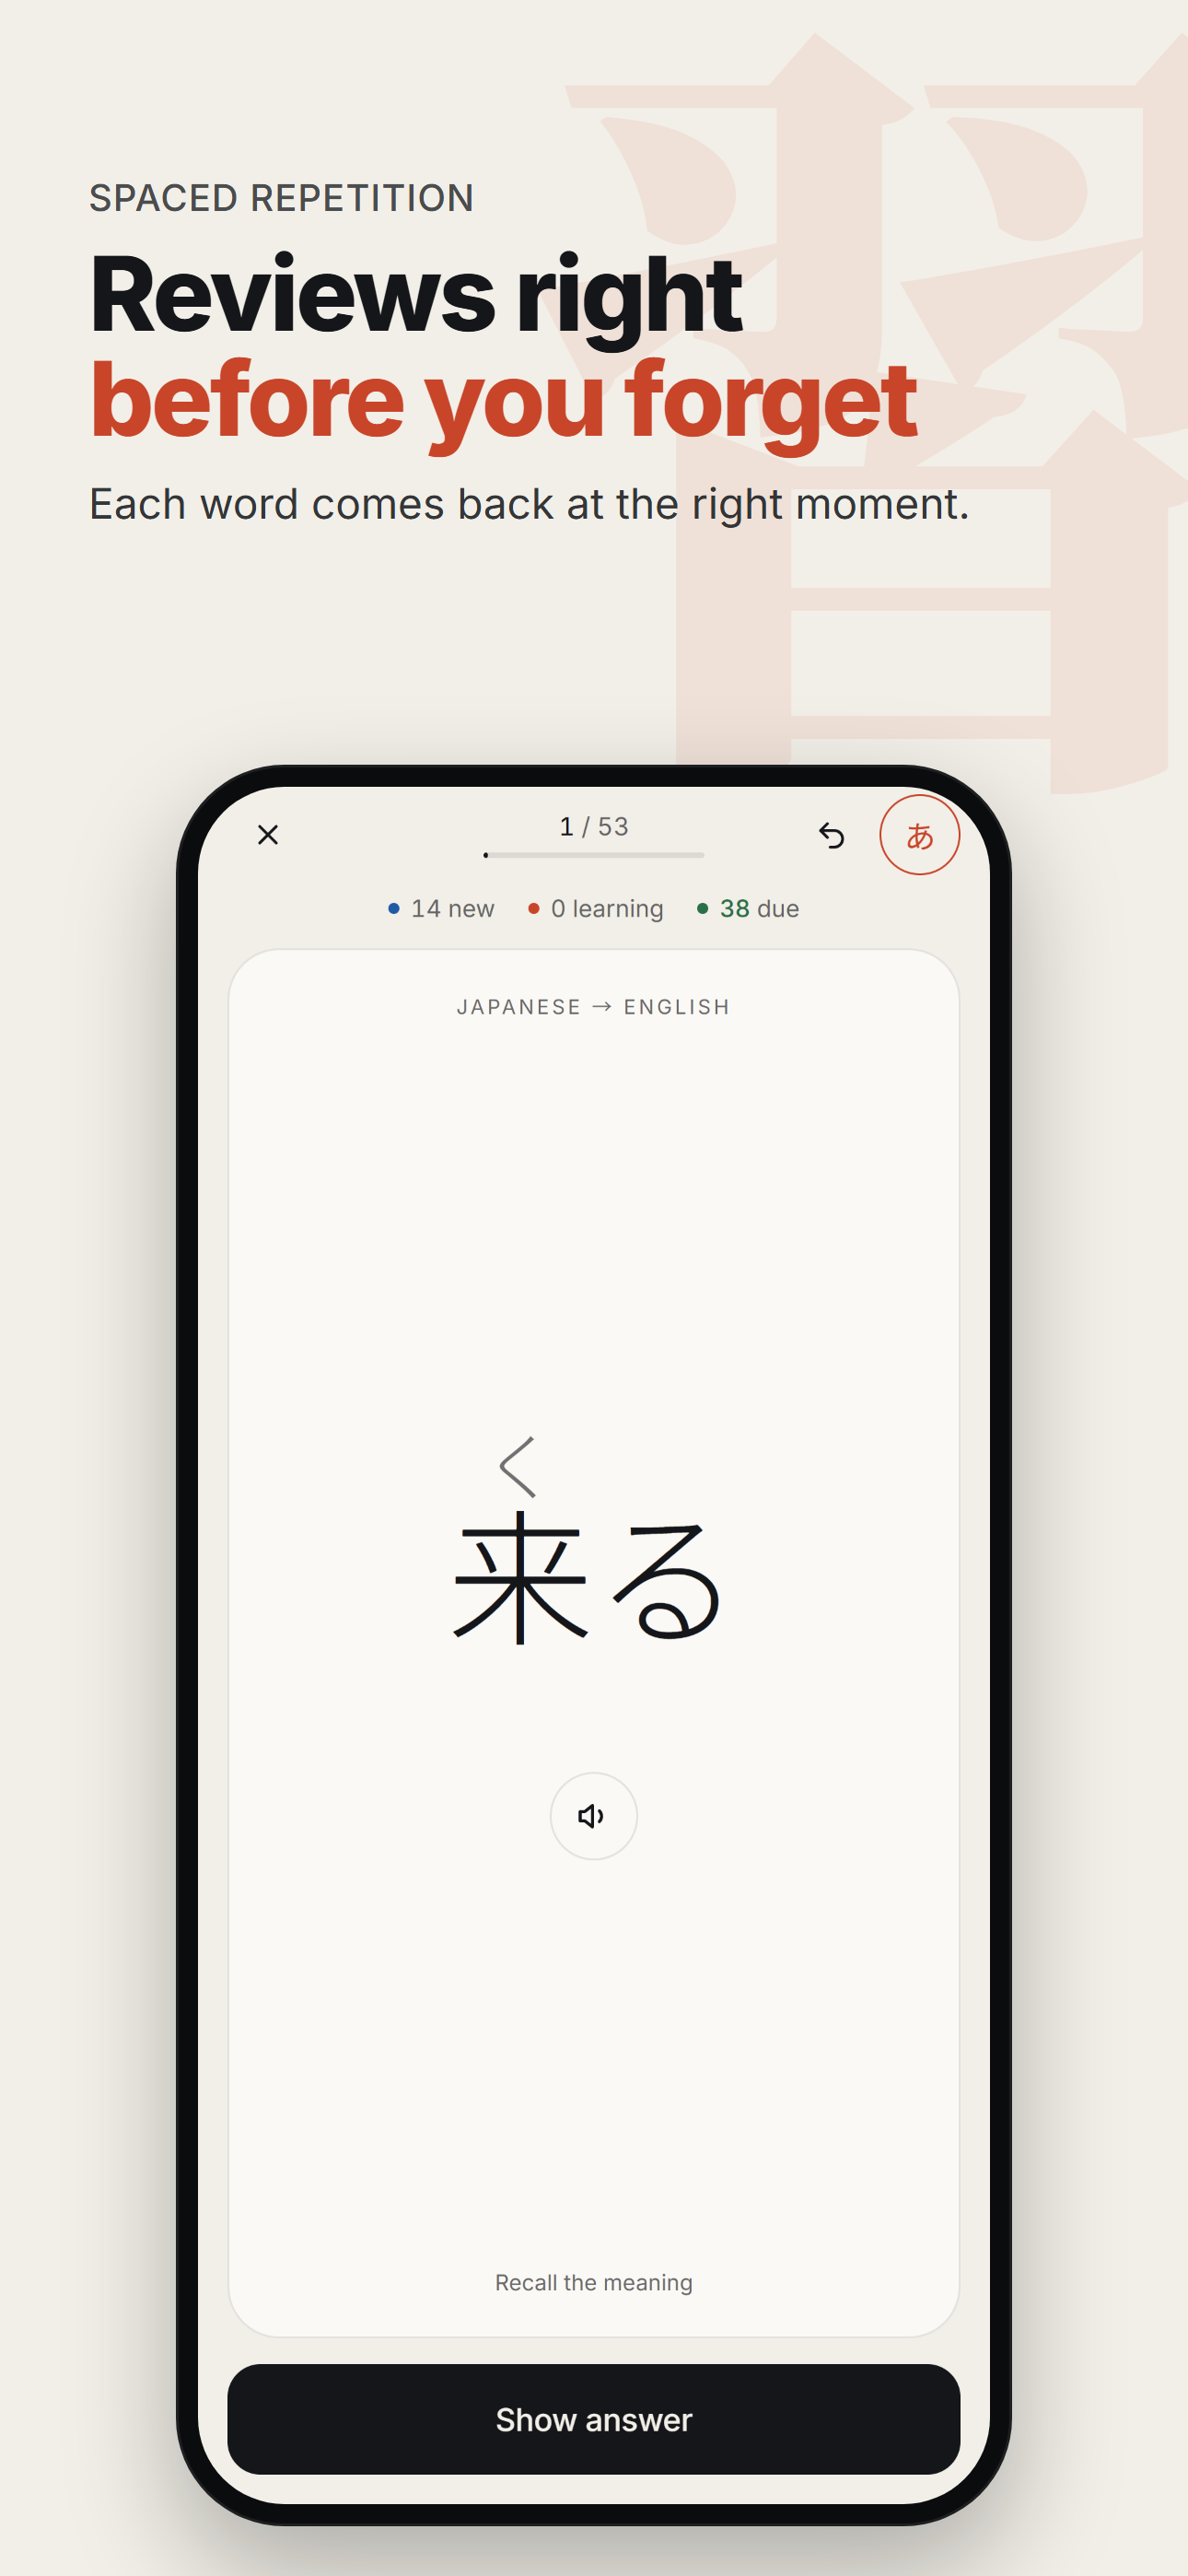 習
SPACED REPETITION
Reviews right
before you forget
Each word comes back at the right moment.
1 / 53
あ
14 new 0 learning 38 due
JAPANESE → ENGLISH
く
来る
Recall the meaning
Show answer